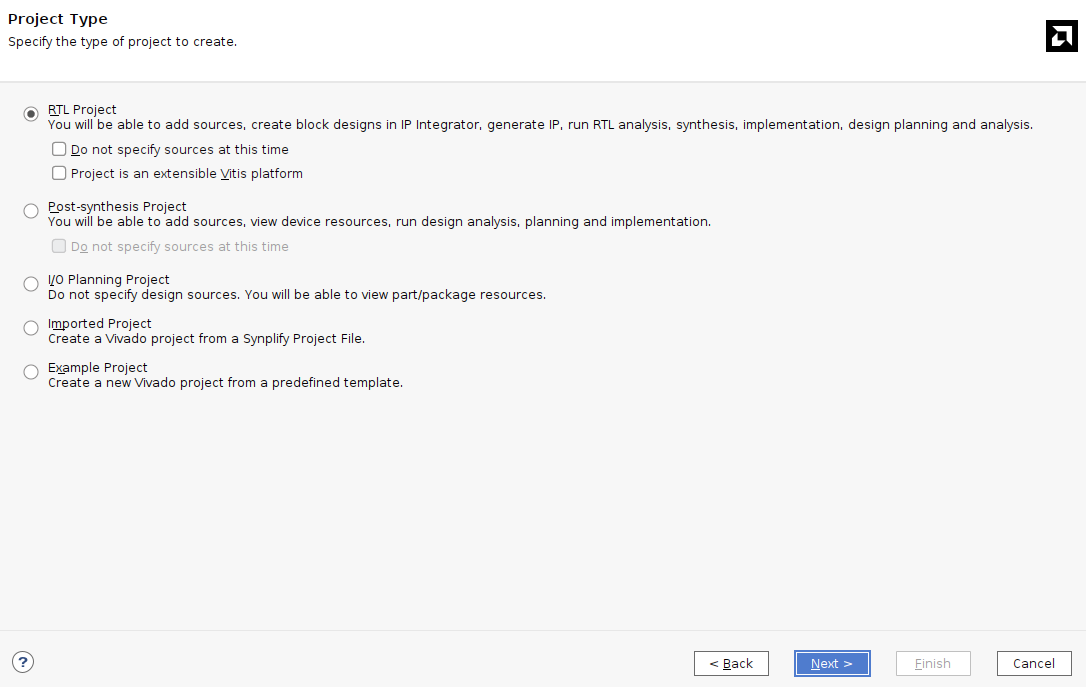 Project Type
Specify the type of project to create.
RTL Project
You will be able to add sources, create block designs in IP Integrator, generate IP, run RTL analysis, synthesis, implementation, design planning and analysis.
Do not specify sources at this time
Project is an extensible Vitis platform
Post-synthesis Project
You will be able to add sources, view device resources, run design analysis, planning and implementation.
Do not specify sources at this time
I/O Planning Project
Do not specify design sources. You will be able to view part/package resources.
Imported Project
Create a Vivado project from a Synplify Project File.
Example Project
Create a new Vivado project from a predefined template.
?
< Back
Next >
Finish
Cancel